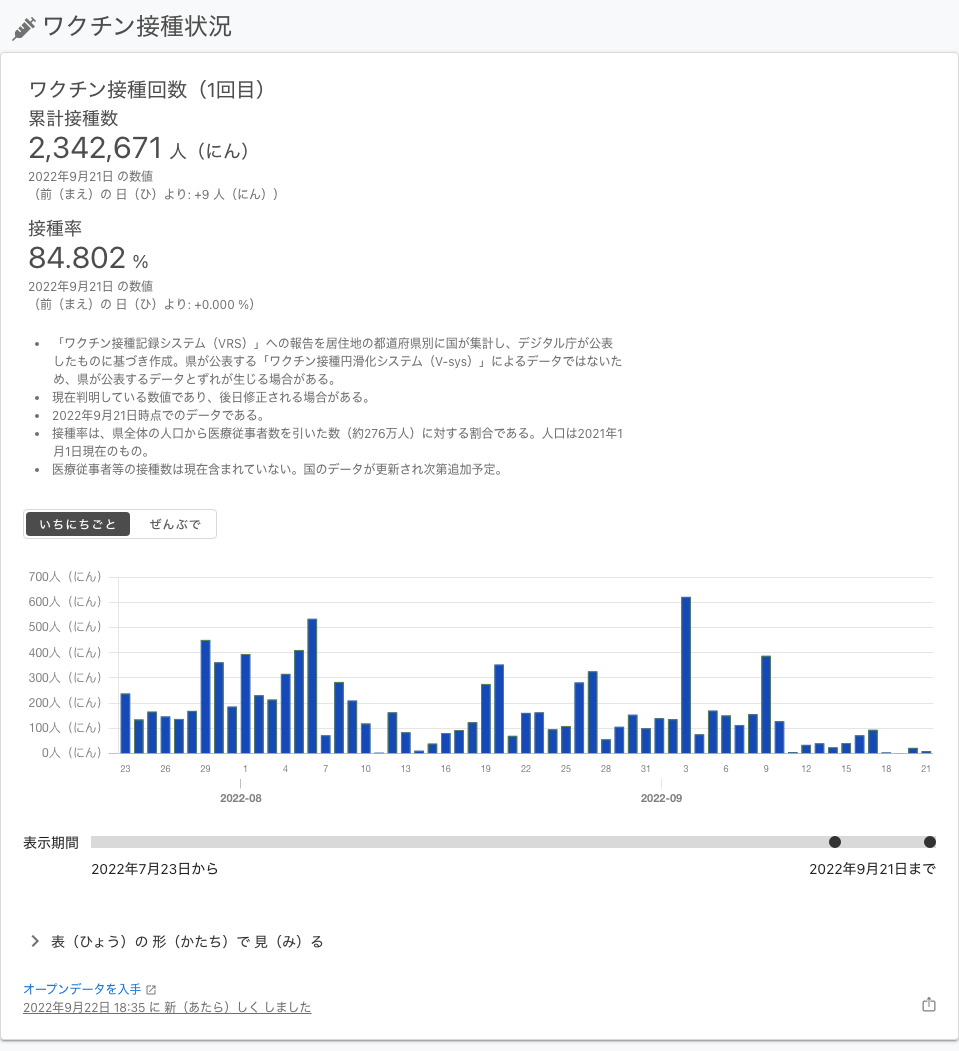 ワクチン接種状況
ワクチン接種回数（1回目）
累計接種数
2,342,671 人（にん）
2022年9月21日 の数値
（前（まえ）の 日（ひ）より: +9 人（にん））
接種率
84.802 %
2022年9月21日 の数値
（前（まえ）の 日（ひ）より: +0.000 %）
• 「ワクチン接種記録システム（VRS）」への報告を居住地の都道府県別に国が集計し、デジタル庁が公表
したものに基づき作成。県が公表する「ワクチン接種円滑化システム（V-sys）」によるデータではないた
め、県が公表するデータとずれが生じる場合がある。
• 現在判明している数値であり、後日修正される場合がある。
• 2022年9月21日時点でのデータである。
• 接種率は、県全体の人口から医療従事者数を引いた数（約276万人）に対する割合である。人口は2021年1
月1日現在のもの。
• 医療従事者等の接種数は現在含まれていない。国のデータが更新され次第追加予定。
いちにちごと ぜんぶで
700人（にん）
600人（にん）
500人（にん）
400人（にん）
300人（にん）
200人（にん）
100人（にん）
0人（にん）
23 26 29 1 4 7 10 13 16 19 22 25 28 31 3 6 9 12 15 18 21
2022-08 2022-09
表示期間
2022年7月23日から 2022年9月21日まで
表（ひょう）の 形（かたち）で 見（み）る
オープンデータを入手
2022年9月22日 18:35 に 新（あたら）しく しました